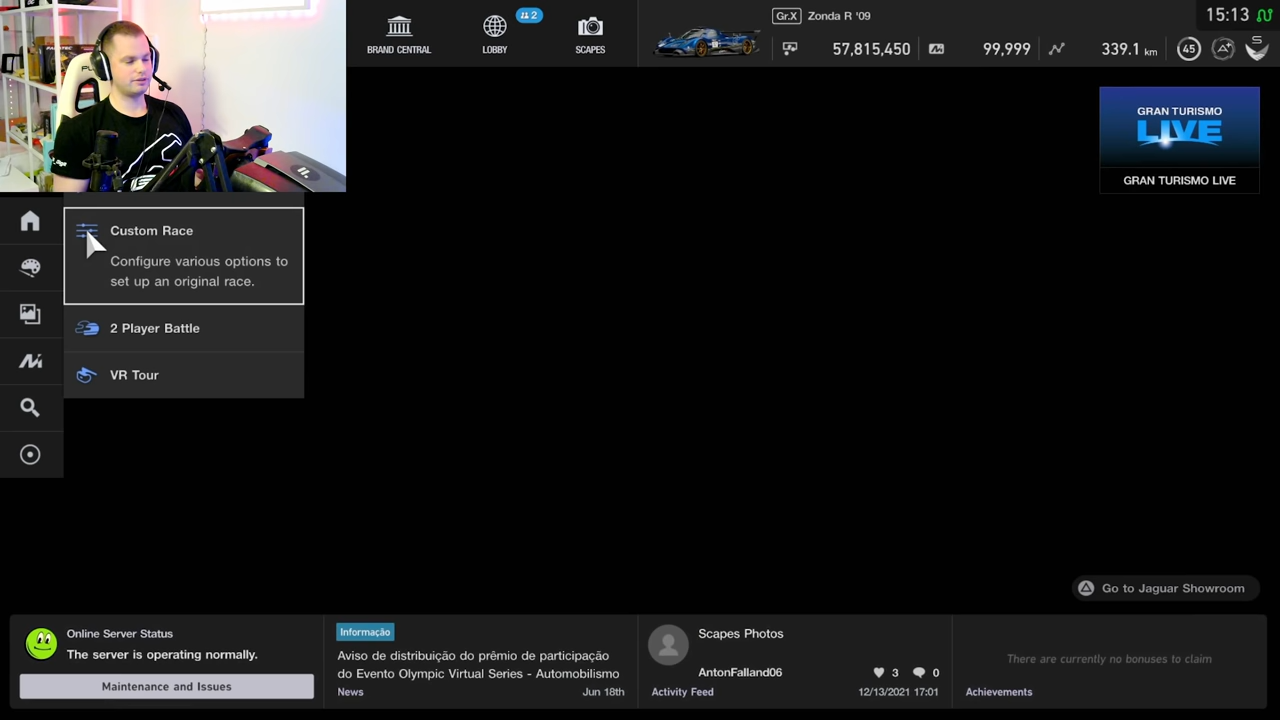 BRAND CENTRAL
LOBBY
2
SCAPES
Gr.X
Zonda R '09
57,815,450
99,999
339.1 km
45
S
15:13
GRAN TURISMO
LIVE
GRAN TURISMO LIVE
Custom Race
Configure various options to
set up an original race.
2 Player Battle
VR Tour
Go to Jaguar Showroom
Online Server Status
The server is operating normally.
Maintenance and Issues
Informação
Aviso de distribuição do prêmio de participação
do Evento Olympic Virtual Series - Automobilismo
News
Jun 18th
Scapes Photos
AntonFalland06
3
0
Activity Feed
12/13/2021 17:01
There are currently no bonuses to claim
Achievements